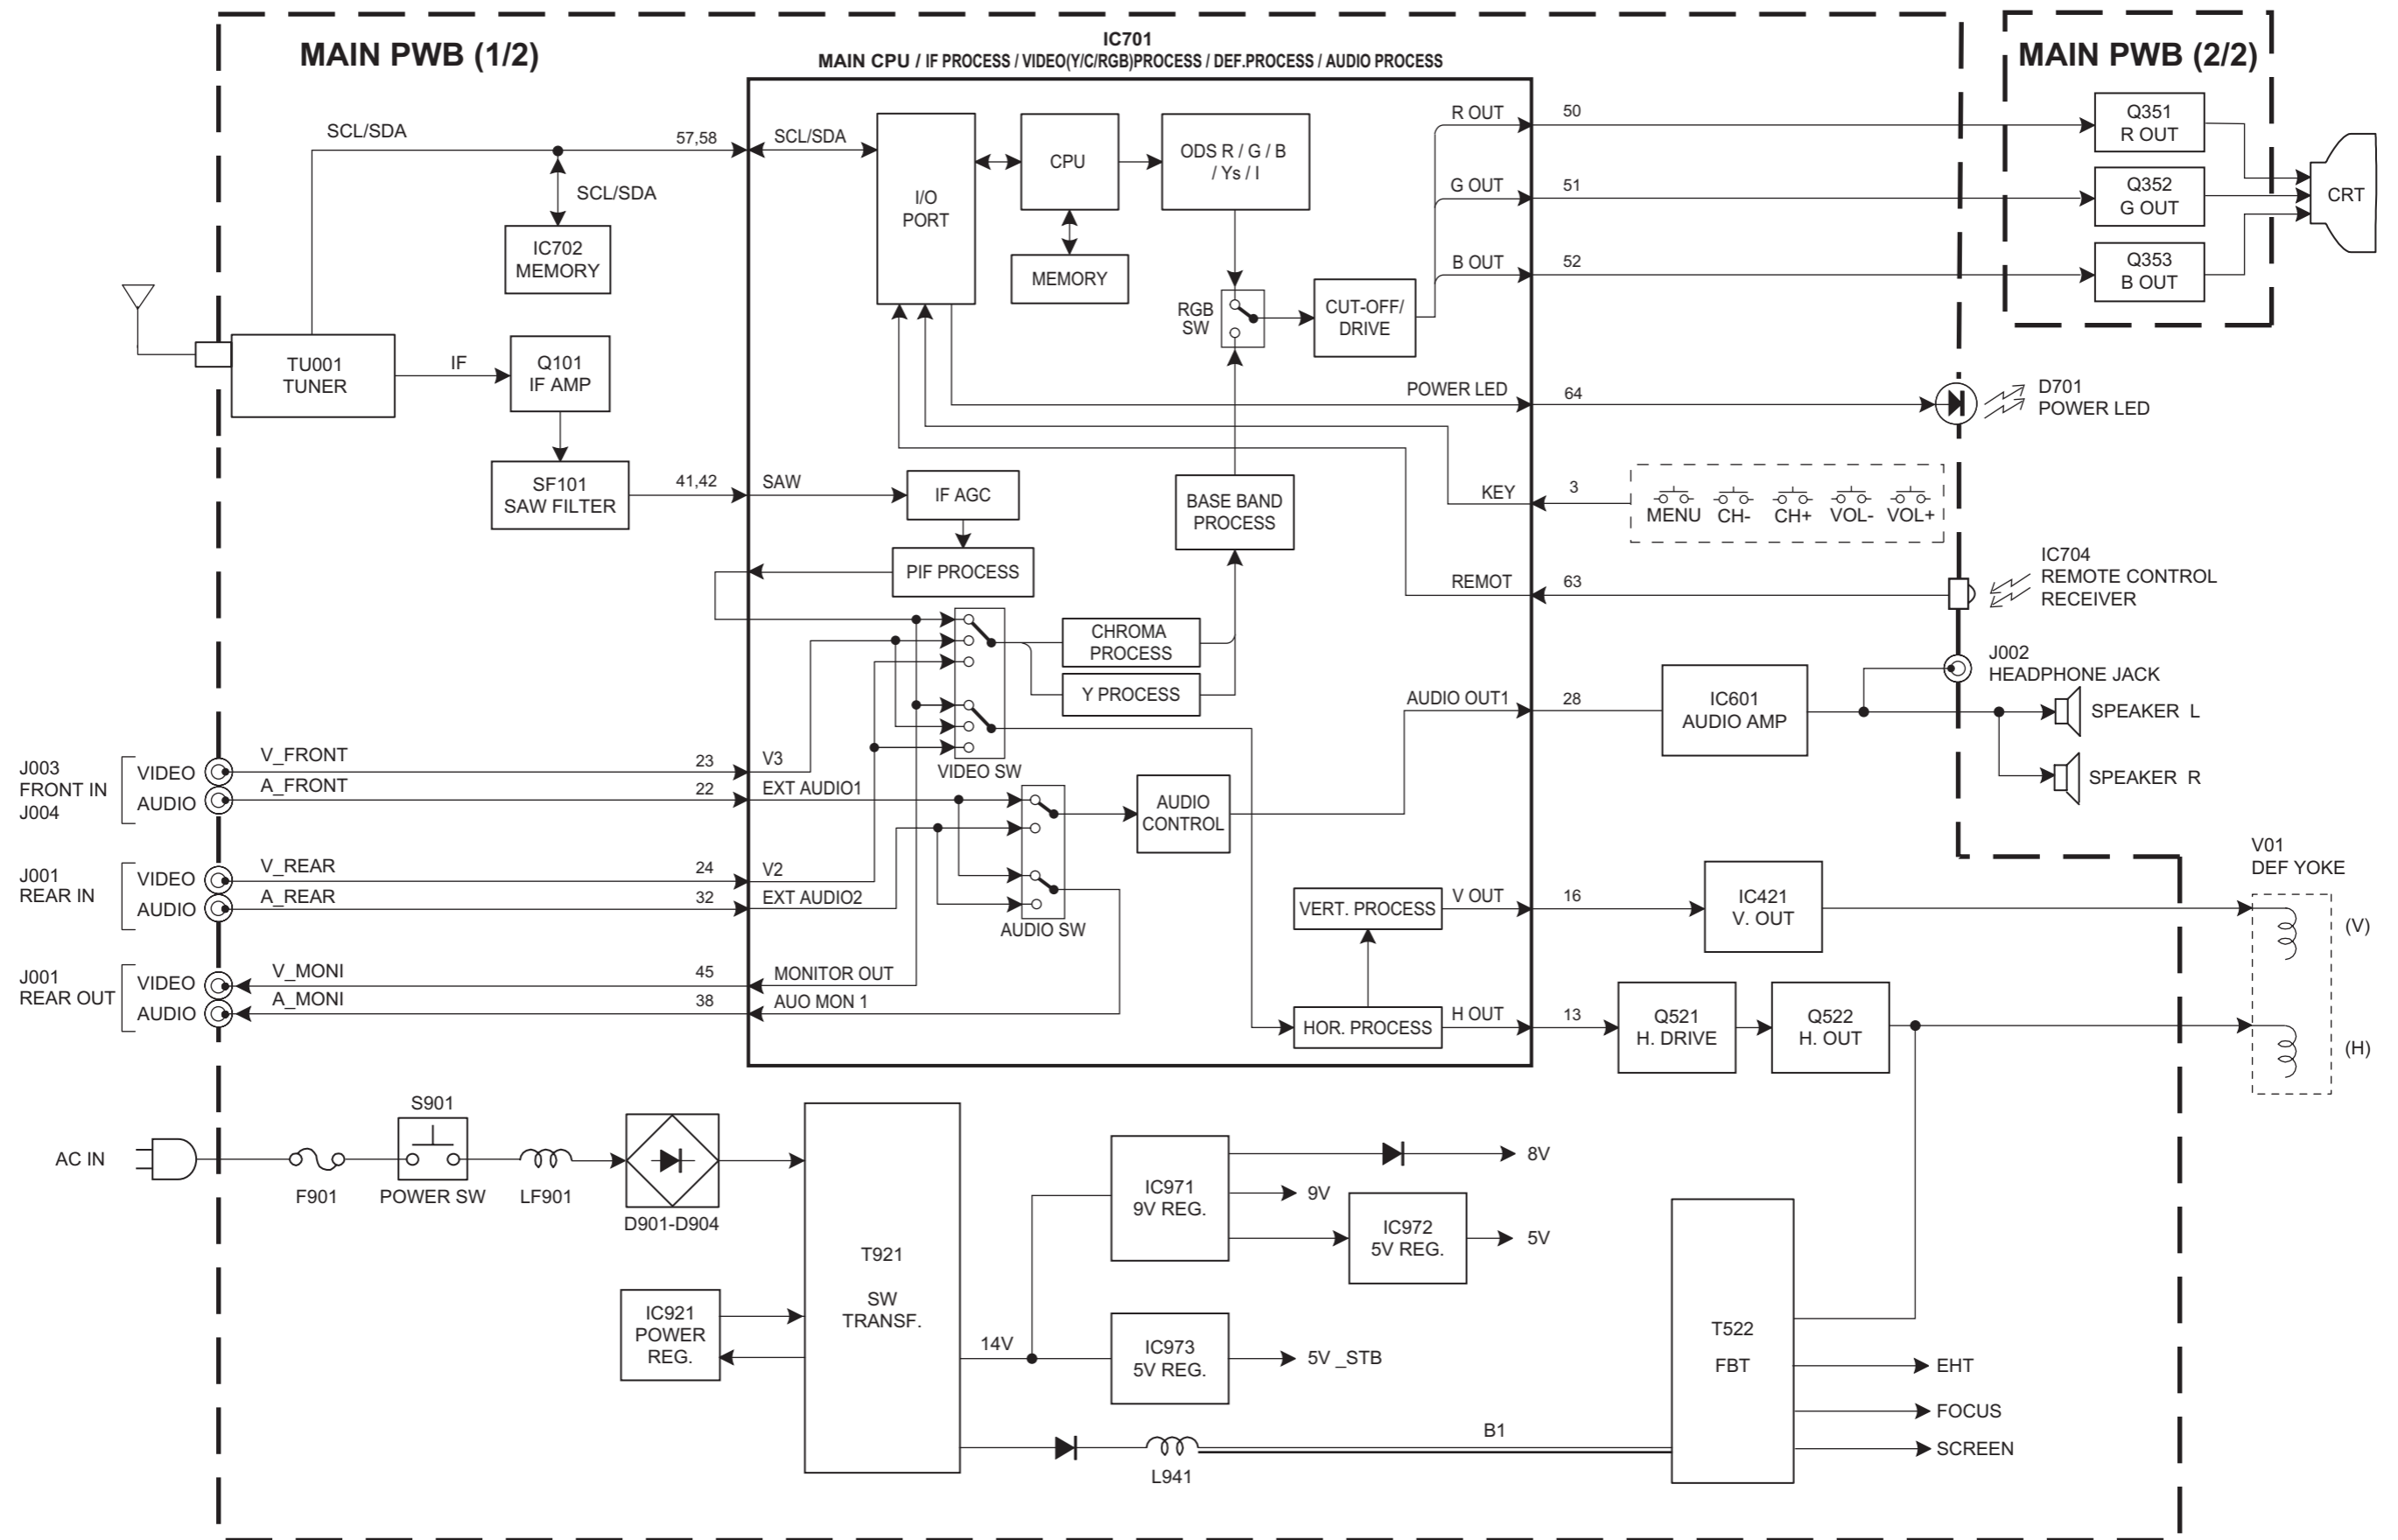 MAIN PWB (1/2)
IC701
MAIN CPU / IF PROCESS / VIDEO(Y/C/RGB)PROCESS / DEF.PROCESS / AUDIO PROCESS
MAIN PWB (2/2)
SCL/SDA
57,58
SCL/SDA
SCL/SDA
IC702
MEMORY
I/O
PORT
CPU
MEMORY
ODS R / G / B
/ Ys / I
RGB
SW
CUT-OFF/
DRIVE
R OUT
50
G OUT
51
B OUT
52
Q351
R OUT
Q352
G OUT
Q353
B OUT
CRT
TU001
TUNER
IF
Q101
IF AMP
SF101
SAW FILTER
41,42
SAW
IF AGC
PIF PROCESS
BASE BAND
PROCESS
POWER LED
64
D701
POWER LED
KEY
3
MENU
CH-
CH+
VOL-
VOL+
REMOT
63
IC704
REMOTE CONTROL
RECEIVER
CHROMA
PROCESS
Y PROCESS
VIDEO SW
J002
HEADPHONE JACK
AUDIO OUT1
28
IC601
AUDIO AMP
SPEAKER L
SPEAKER R
J003
FRONT IN
J004
VIDEO
AUDIO
V_FRONT
A_FRONT
23
22
V3
EXT AUDIO1
AUDIO
CONTROL
J001
REAR IN
VIDEO
AUDIO
V_REAR
A_REAR
24
32
V2
EXT AUDIO2
AUDIO SW
J001
REAR OUT
VIDEO
AUDIO
V_MONI
A_MONI
45
38
MONITOR OUT
AUO MON 1
VERT. PROCESS
V OUT
16
IC421
V. OUT
HOR. PROCESS
H OUT
13
Q521
H. DRIVE
Q522
H. OUT
V01
DEF YOKE
(V)
(H)
AC IN
F901
S901
POWER SW
LF901
D901-D904
T921
SW
TRANSF.
IC921
POWER
REG.
14V
IC971
9V REG.
8V
9V
IC972
5V REG.
5V
IC973
5V REG.
5V _STB
L941
B1
T522
FBT
EHT
FOCUS
SCREEN